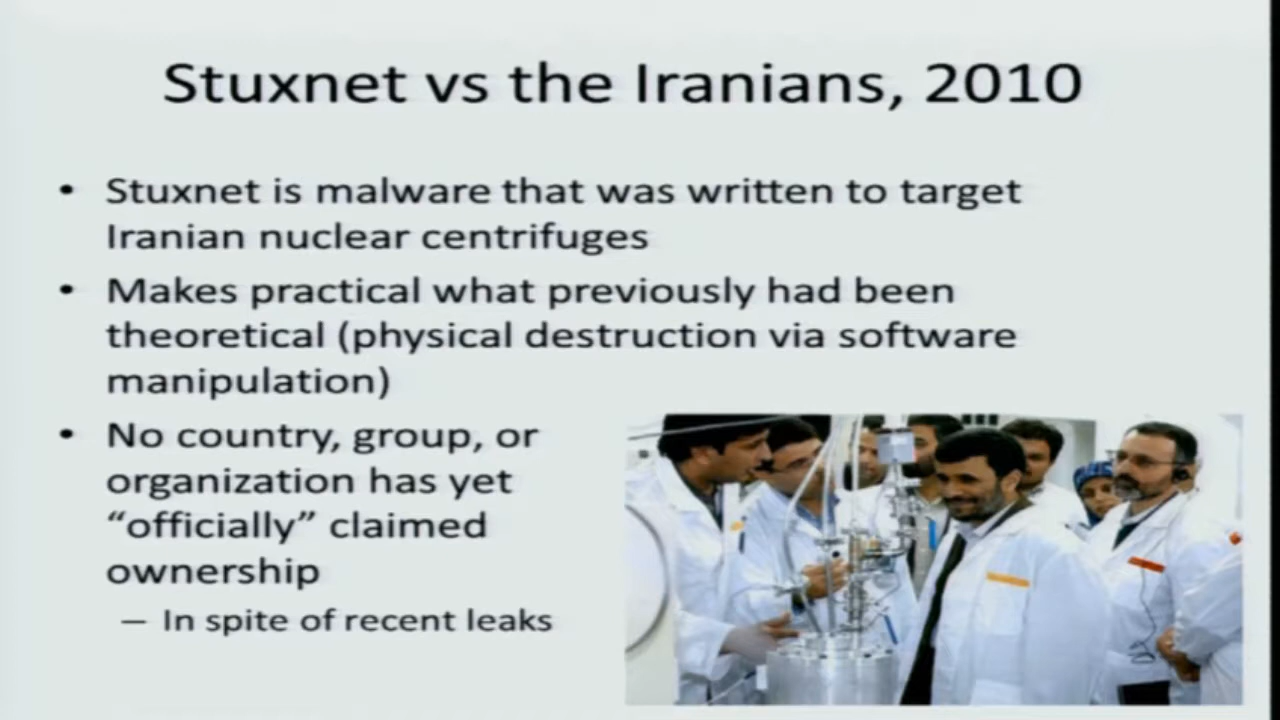 Stuxnet vs the Iranians, 2010
• Stuxnet is malware that was written to target
Iranian nuclear centrifuges
• Makes practical what previously had been
theoretical (physical destruction via software
manipulation)
• No country, group, or
organization has yet
“officially” claimed
ownership
– In spite of recent leaks